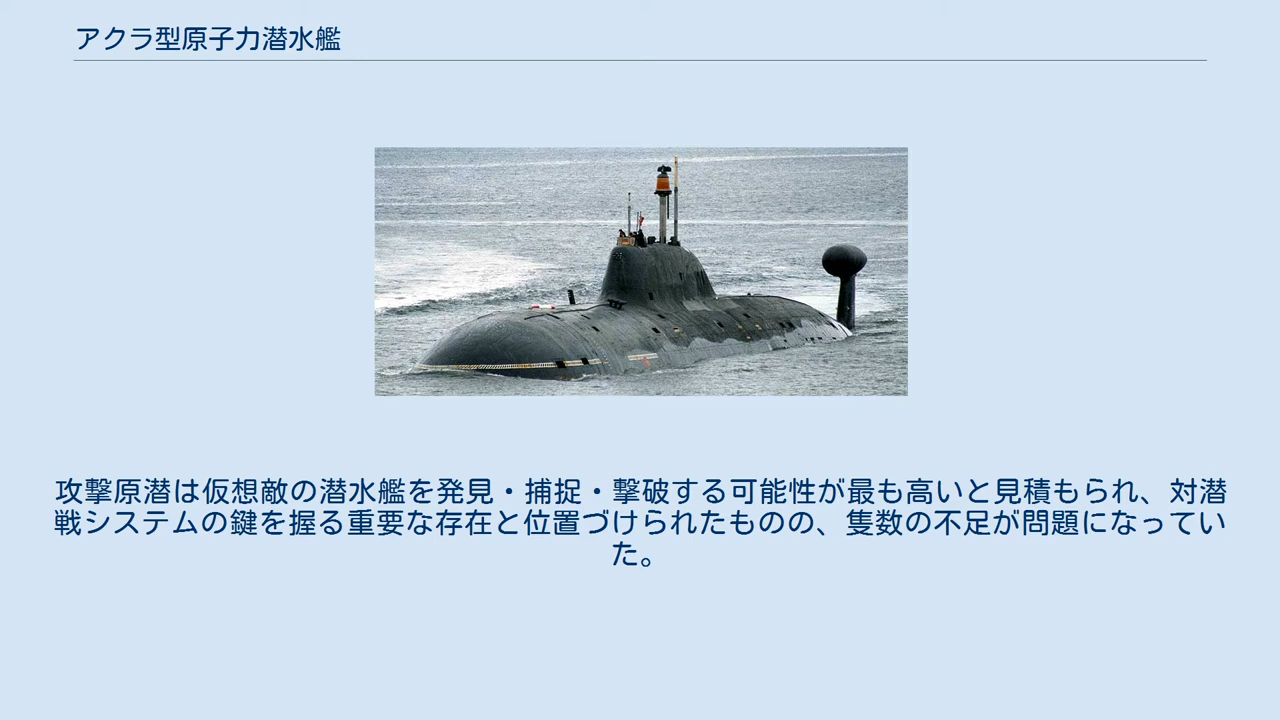 アクラ型原子力潜水艦
攻撃原潜は仮想敵の潜水艦を発見・捕捉・撃破する可能性が最も高いと見積もられ、対潜
戦システムの鍵を握る重要な存在と位置づけられたものの、隻数の不足が問題になってい
た。